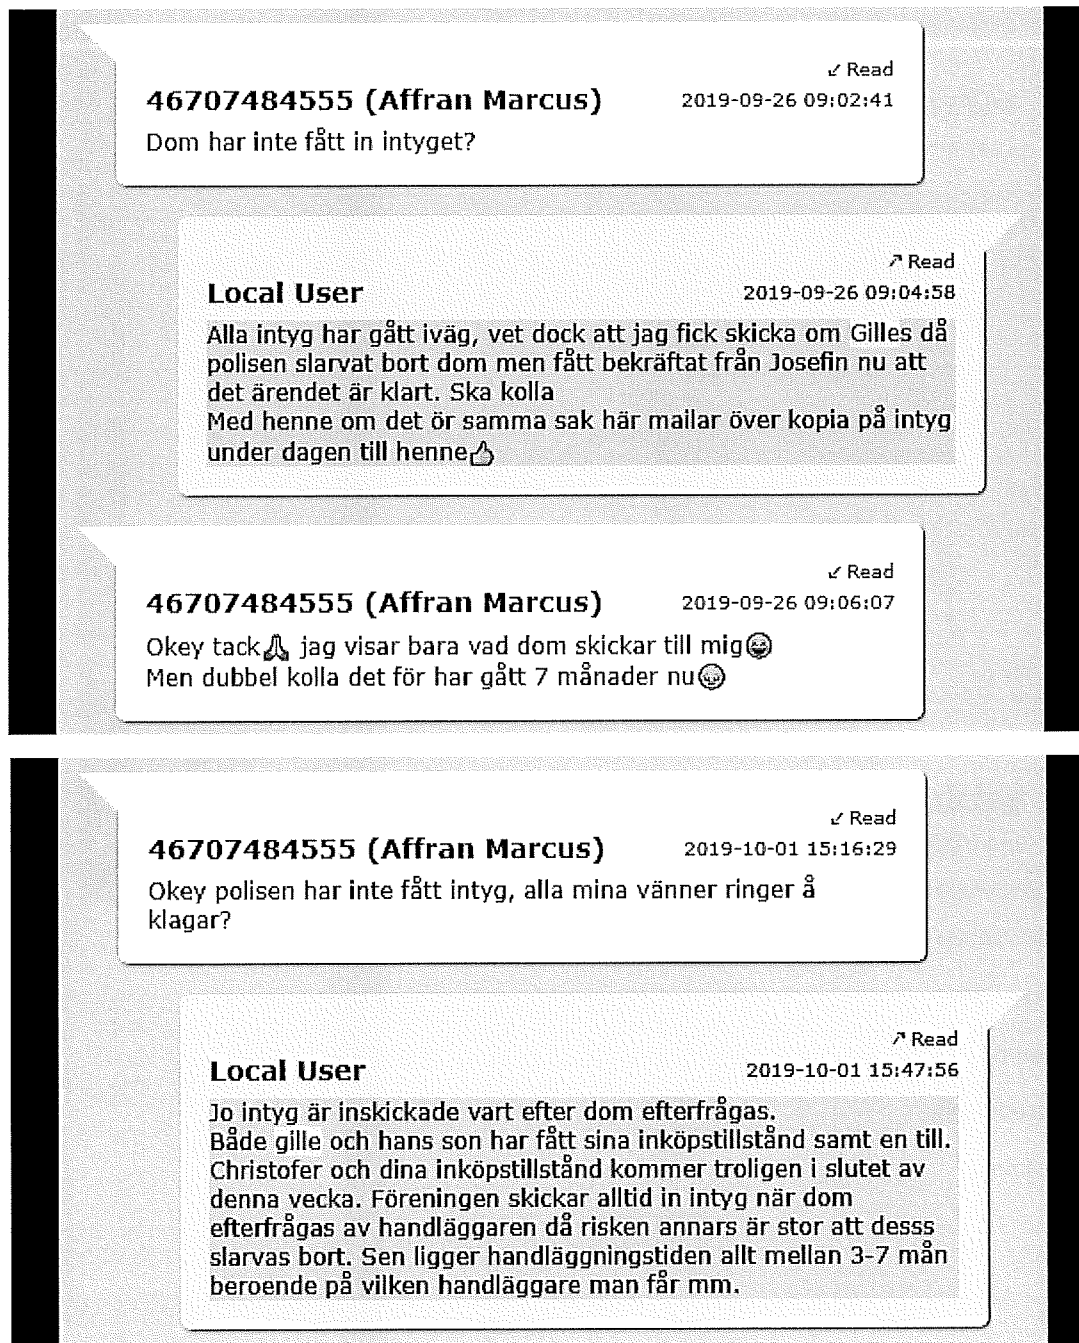 ↙ Read
46707484555 (Affran Marcus) 2019-09-26 09:02:41
Dom har inte fått in intyget?
↗ Read
Local User 2019-09-26 09:04:58
Alla intyg har gått iväg, vet dock att jag fick skicka om Gilles då
polisen slarvat bort dom men fått bekräftat från Josefin nu att
det ärendet är klart. Ska kolla
Med henne om det ör samma sak här mailar över kopia på intyg
under dagen till henne👍
↙ Read
46707484555 (Affran Marcus) 2019-09-26 09:06:07
Okey tack🙏 jag visar bara vad dom skickar till mig😄
Men dubbel kolla det för har gått 7 månader nu😅
↙ Read
46707484555 (Affran Marcus) 2019-10-01 15:16:29
Okey polisen har inte fått intyg, alla mina vänner ringer å
klagar?
↗ Read
Local User 2019-10-01 15:47:56
Jo intyg är inskickade vart efter dom efterfrågas.
Både gille och hans son har fått sina inköpstillstånd samt en till.
Christofer och dina inköpstillstånd kommer troligen i slutet av
denna vecka. Föreningen skickar alltid in intyg när dom
efterfrågas av handläggaren då risken annars är stor att desss
slarvas bort. Sen ligger handläggningstiden allt mellan 3-7 mån
beroende på vilken handläggare man får mm.